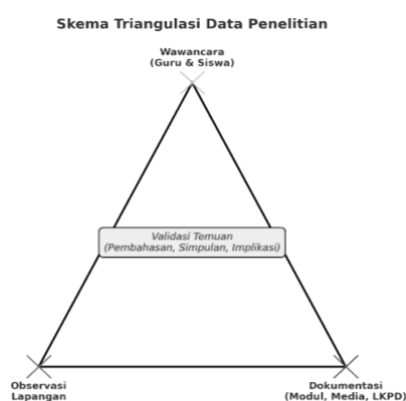 Skema Triangulasi Data Penelitian
Wawancara
(Guru & Siswa)
Validasi Temuan
(Pembahasan, Simpulan, Implikasi)
Observasi
Lapangan
Dokumentasi
(Modul, Media, LKPD)